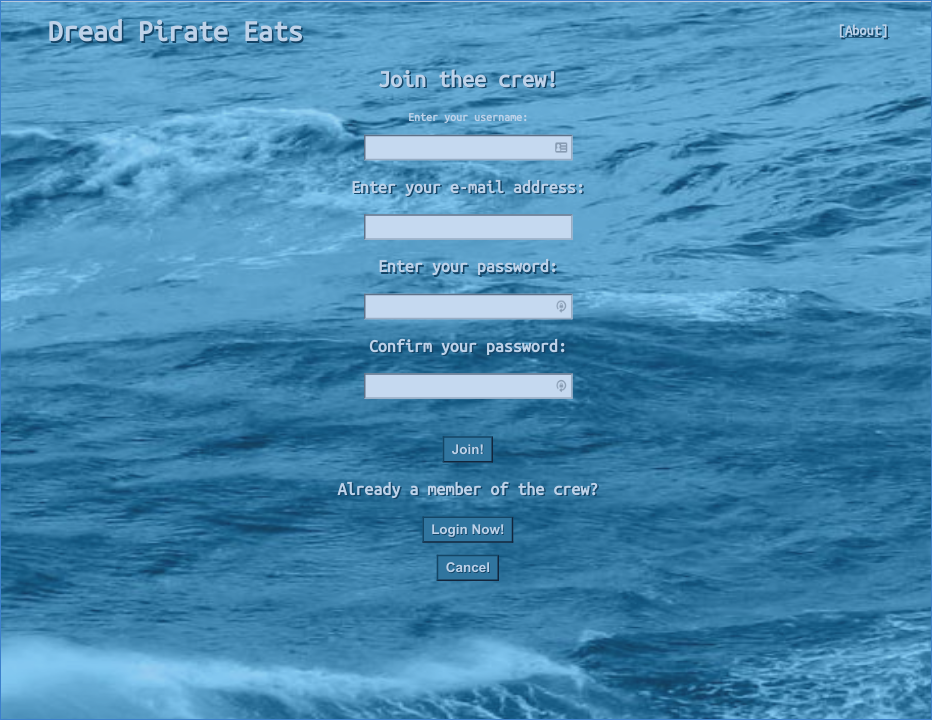 Dread Pirate Eats
[About]
Join thee crew!
Enter your username:
Enter your e-mail address:
Enter your password:
Confirm your password:
Join!
Already a member of the crew?
Login Now!
Cancel